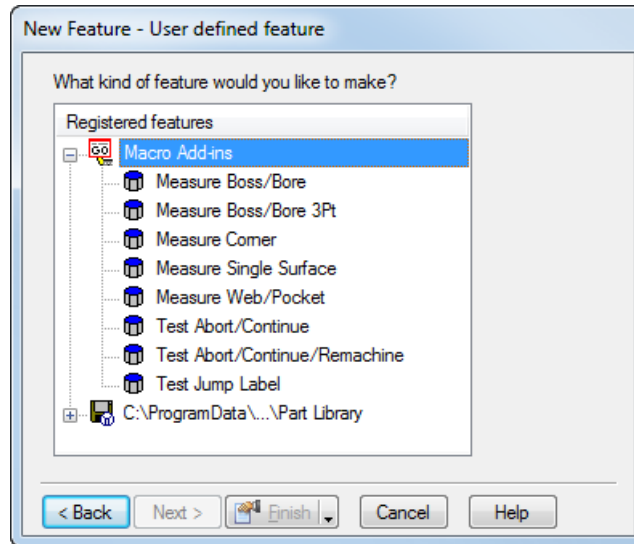 New Feature - User defined feature
What kind of feature would you like to make?
Registered features
GO Macro Add-ins
Measure Boss/Bore
Measure Boss/Bore 3Pt
Measure Corner
Measure Single Surface
Measure Web/Pocket
Test Abort/Continue
Test Abort/Continue/Remachine
Test Jump Label
C:\ProgramData\...\Part Library
< Back Next > Finish Cancel Help